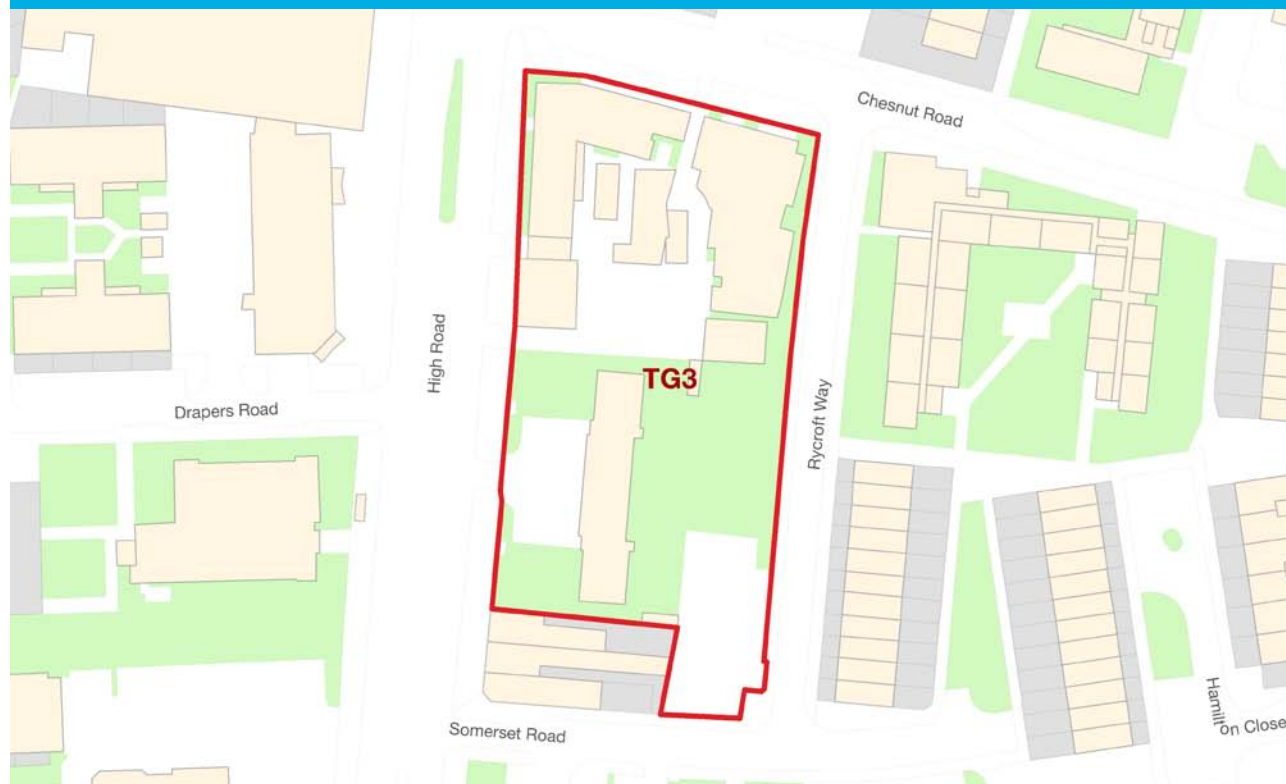 Chesnut Road
High Road
TG3
Drapers Road
Rycroft Way
Hamilton Close
Somerset Road